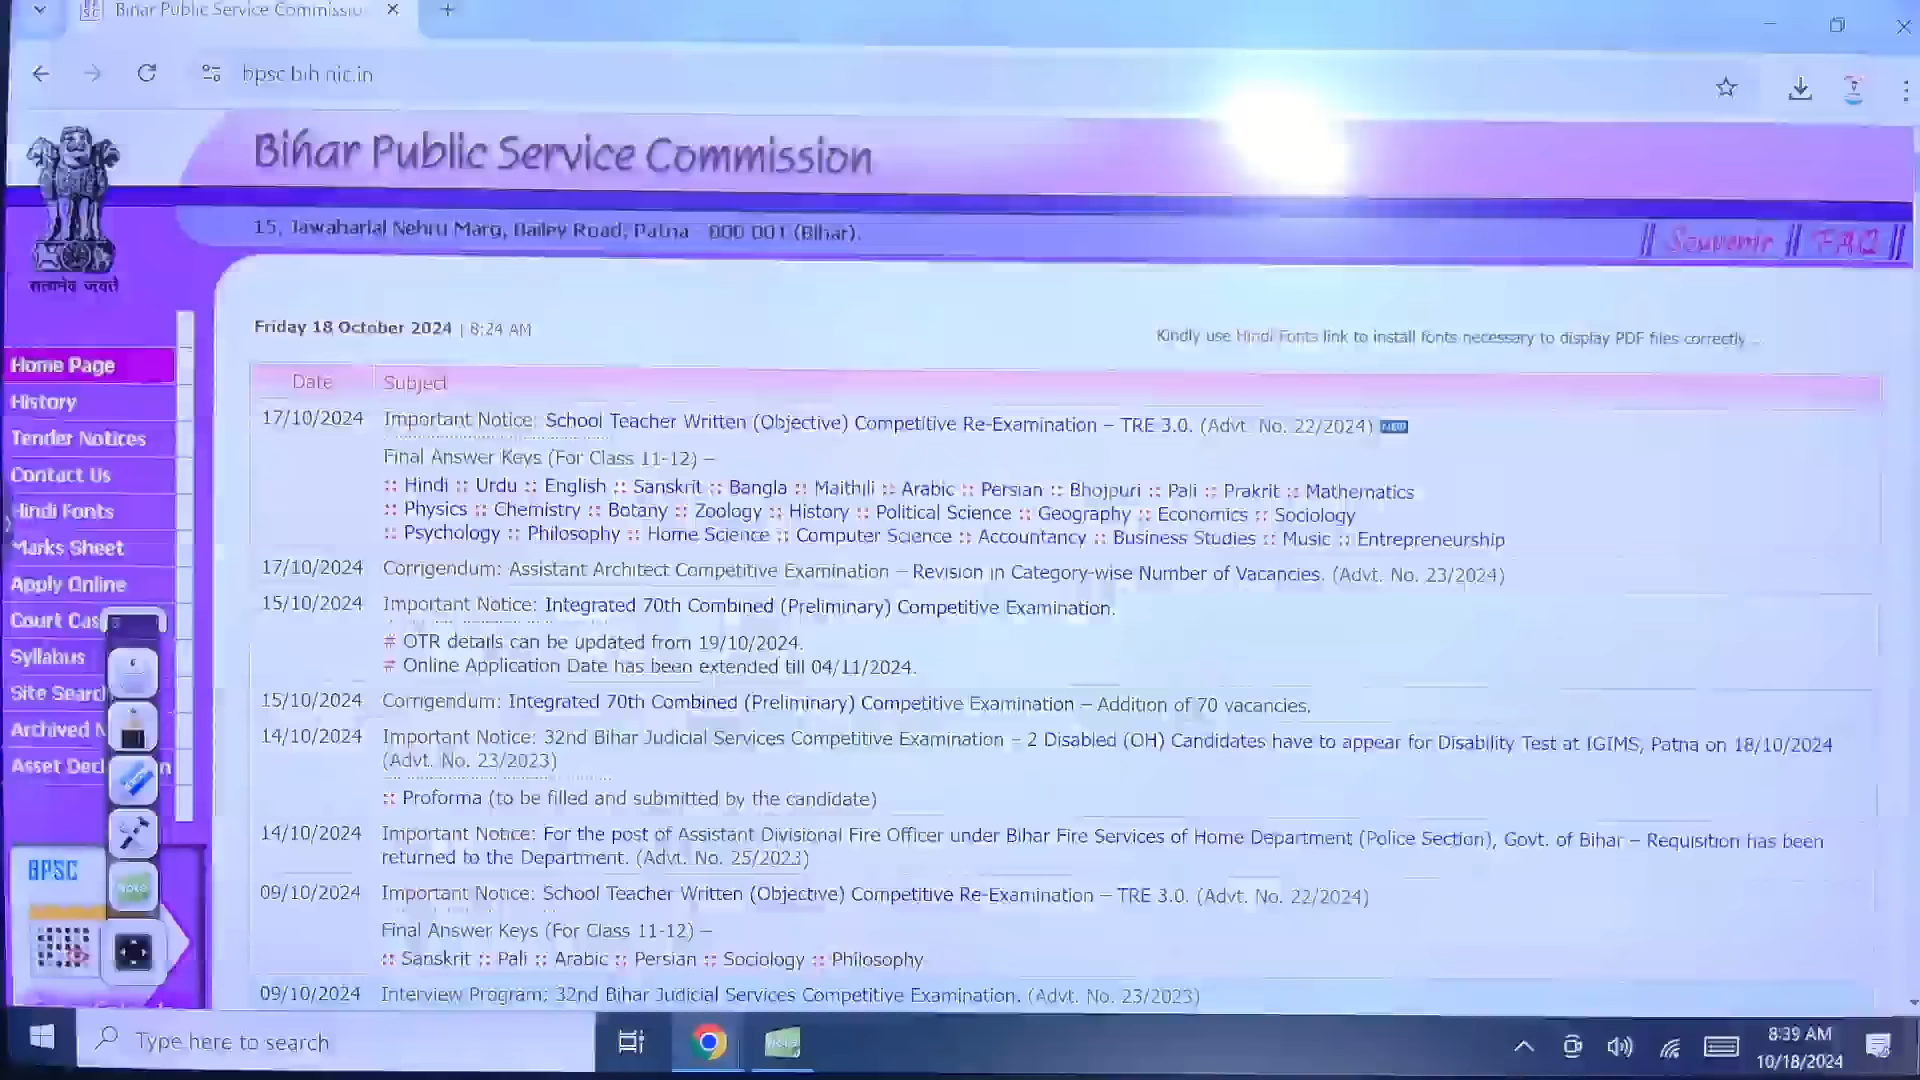 Bihar Public Service Commission
bpsc.bih.nic.in
Bihar Public Service Commission
15, Jawaharlal Nehru Marg, Bailey Road, Patna
(Bihar).
|| Souvenir || FAQ ||
सत्यमेव जयते
Friday 18 October 2024 | 8:24 AM
Kindly use Hindi Fonts link to install fonts necessary to display PDF files correctly
Home Page
History
Tender Notices
Contact Us
Hindi Fonts
Marks Sheet
Apply Online
Court Cas
Syllabus
Site Search
Archived N
Asset Decl n
BPSC
Date Subject
17/10/2024 Important Notice: School Teacher Written (Objective) Competitive Re-Examination – TRE 3.0. (Advt. No. 22/2024) NEW
Final Answer Keys (For Class 11-12) –
:: Hindi :: Urdu :: English :: Sanskrit :: Bangla :: Maithili :: Arabic :: Persian :: Bhojpuri :: Pali :: Prakrit :: Mathematics
:: Physics :: Chemistry :: Botany :: Zoology :: History :: Political Science :: Geography :: Economics :: Sociology
:: Psychology :: Philosophy :: Home Science :: Computer Science :: Accountancy :: Business Studies :: Music :: Entrepreneurship
17/10/2024 Corrigendum: Assistant Architect Competitive Examination – Revision in Category-wise Number of Vacancies. (Advt. No. 23/2024)
15/10/2024 Important Notice: Integrated 70th Combined (Preliminary) Competitive Examination.
# OTR details can be updated from 19/10/2024.
# Online Application Date has been extended till 04/11/2024.
15/10/2024 Corrigendum: Integrated 70th Combined (Preliminary) Competitive Examination – Addition of 70 vacancies.
14/10/2024 Important Notice: 32nd Bihar Judicial Services Competitive Examination – 2 Disabled (OH) Candidates have to appear for Disability Test at IGIMS, Patna on 18/10/2024
(Advt. No. 23/2023)
:: Proforma (to be filled and submitted by the candidate)
14/10/2024 Important Notice: For the post of Assistant Divisional Fire Officer under Bihar Fire Services of Home Department (Police Section), Govt. of Bihar – Requisition has been
returned to the Department. (Advt. No. 25/2023)
09/10/2024 Important Notice: School Teacher Written (Objective) Competitive Re-Examination – TRE 3.0. (Advt. No. 22/2024)
Final Answer Keys (For Class 11-12) –
:: Sanskrit :: Pali :: Arabic :: Persian :: Sociology :: Philosophy
09/10/2024 Interview Program: 32nd Bihar Judicial Services Competitive Examination. (Advt. No. 23/2023)
Type here to search
8:39 AM
10/18/2024